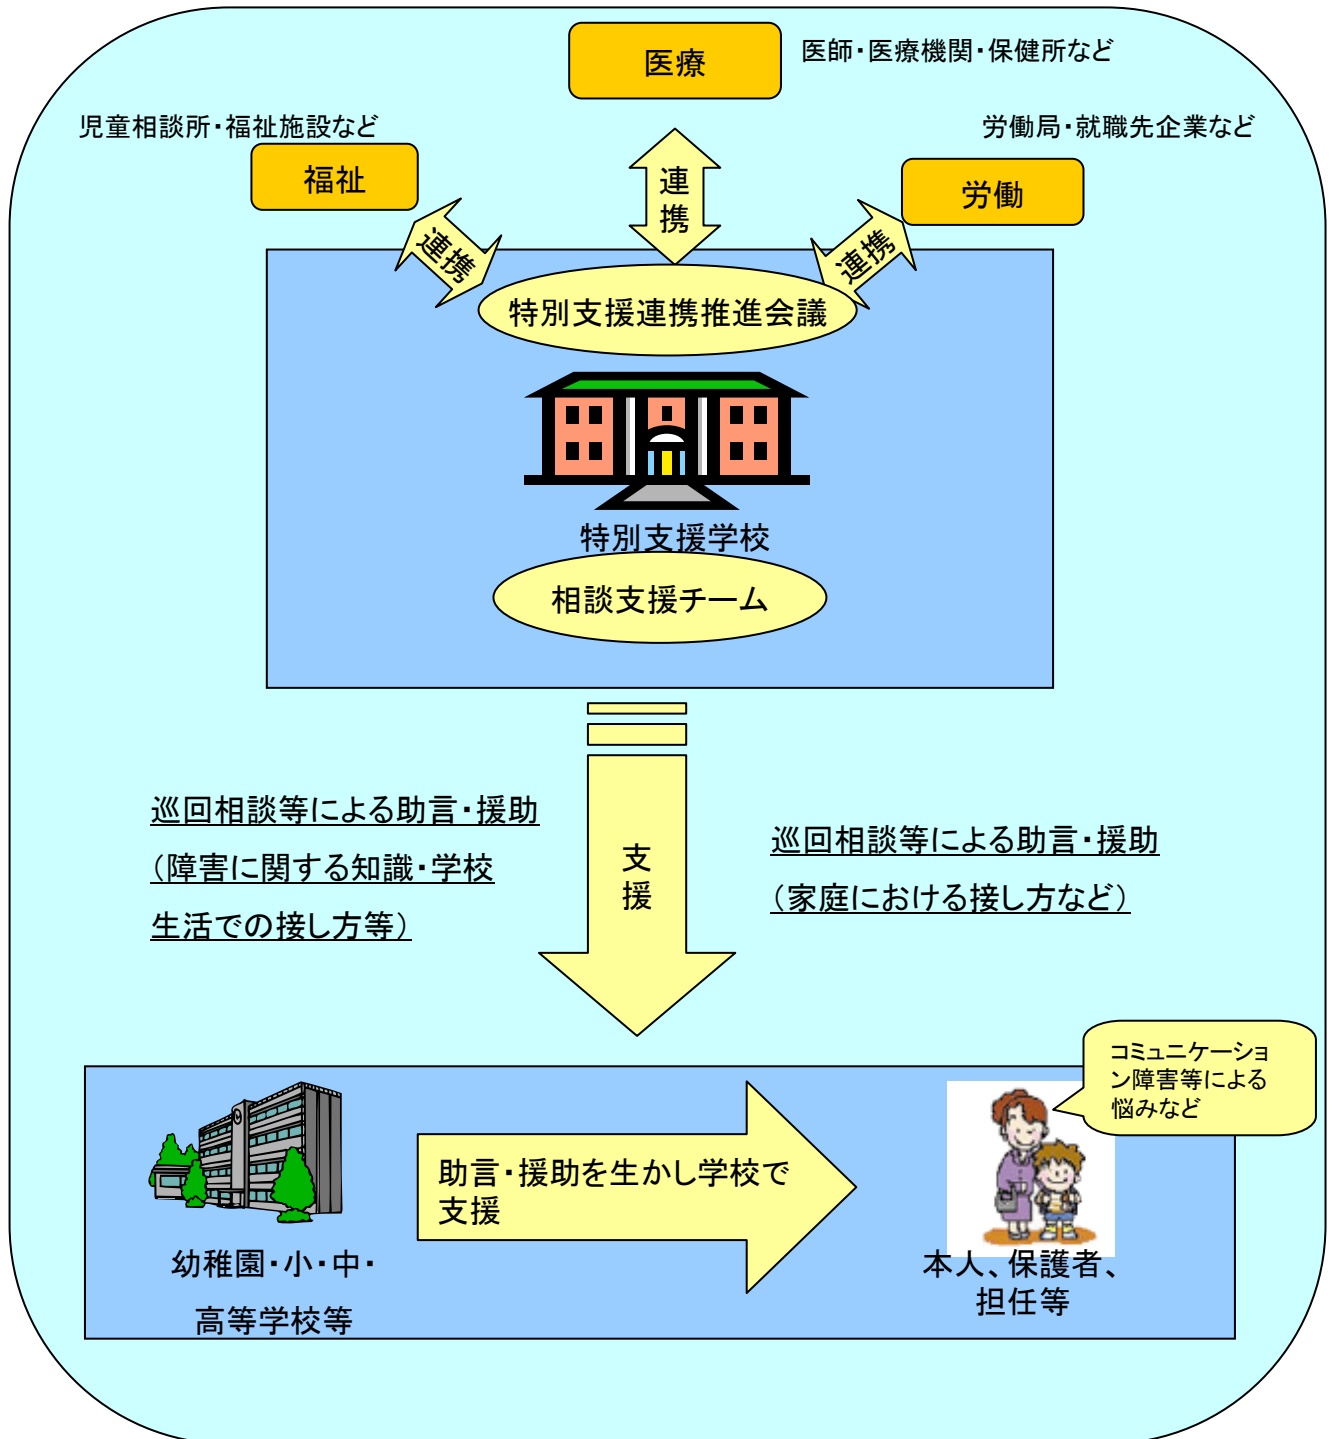 医療
医師・医療機関・保健所など
児童相談所・福祉施設など
労働局・就職先企業など
福祉
労働
連携
連携
連携
特別支援連携推進会議
特別支援学校
相談支援チーム
巡回相談等による助言・援助
（障害に関する知識・学校
生活での接し方等）
支援
巡回相談等による助言・援助
（家庭における接し方など）
コミュニケーショ
ン障害等による
悩みなど
助言・援助を生かし学校で
支援
幼稚園・小・中・
高等学校等
本人、保護者、
担任等